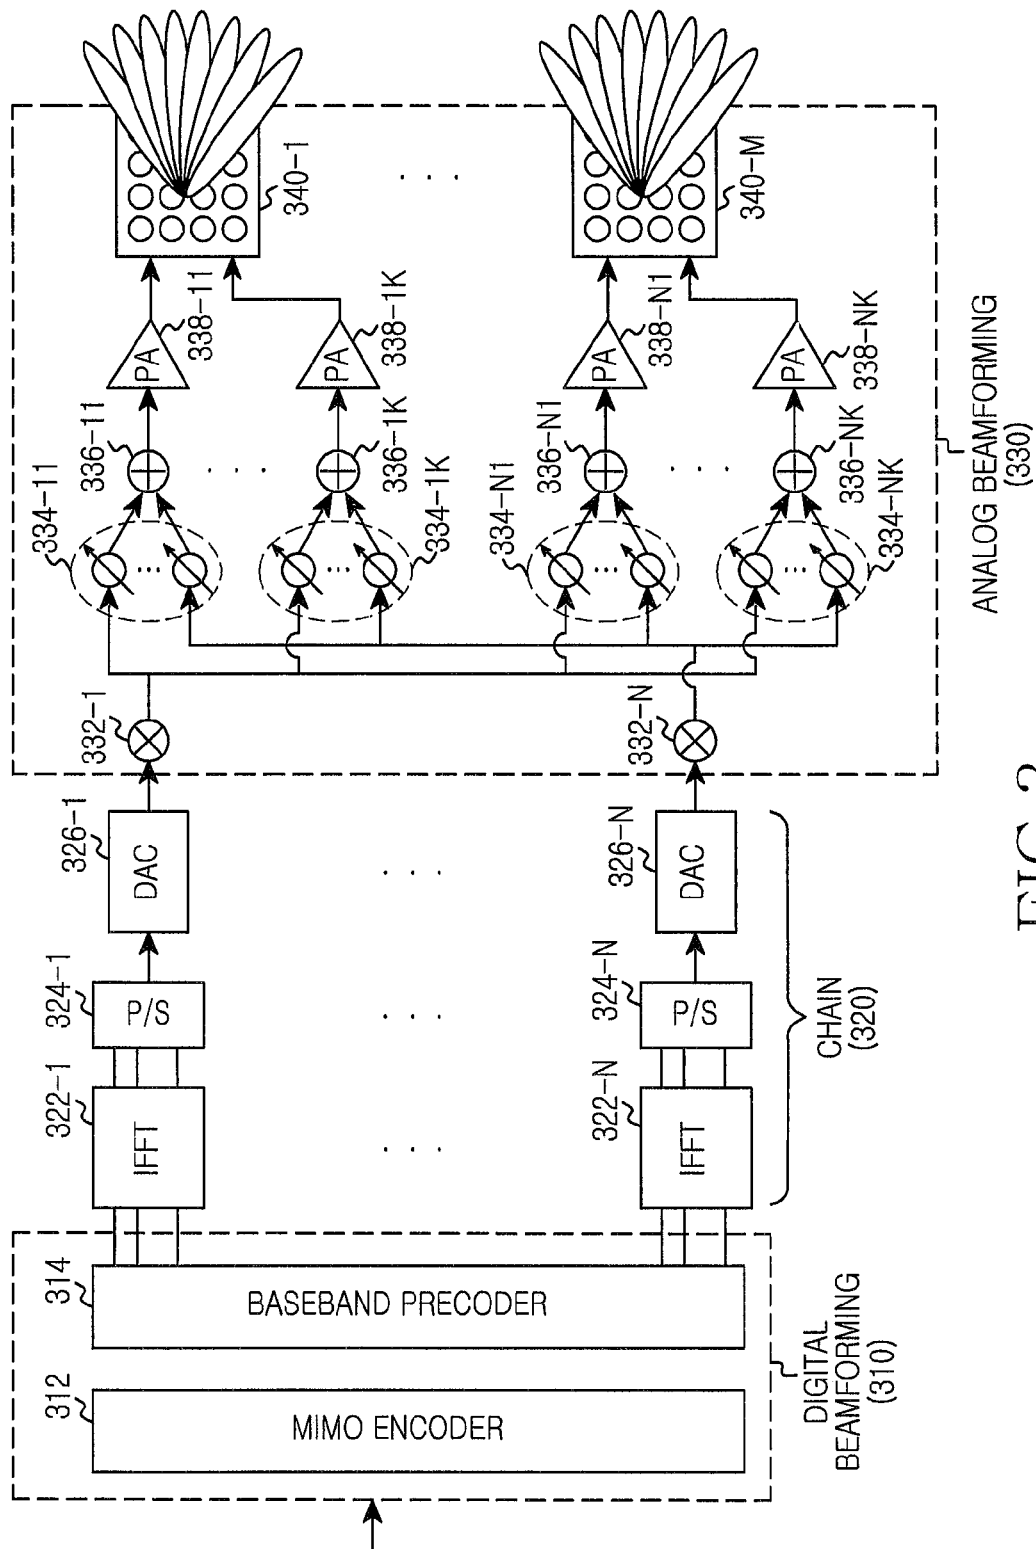 312
MIMO ENCODER
314
BASEBAND PRECODER
DIGITAL
BEAMFORMING
(310)
322-1
IFFT
324-1
P/S
326-1
DAC
. . .
. . .
. . .
322-N
IFFT
324-N
P/S
326-N
DAC
CHAIN
(320)
332-1
332-N
334-11
...
336-11
PA
338-11
. . . .
334-1K
...
336-1K
PA
338-1K
340-1
. . . .
334-N1
...
336-N1
PA
338-N1
. . . .
334-NK
...
336-NK
PA
338-NK
340-M
ANALOG BEAMFORMING
(330)
FIG